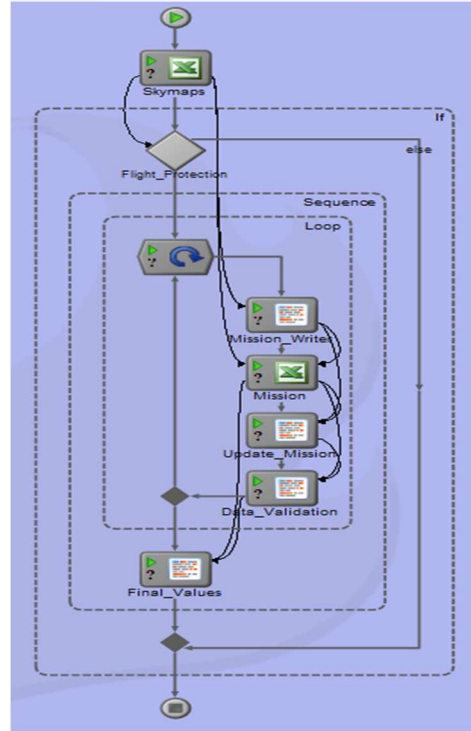 Skymaps
If
Flight_Protection
else
Sequence
Loop
Mission_Writer
Mission
Update_Mission
Data_Validation
Final_Values
?
?
?
?
?
?
?